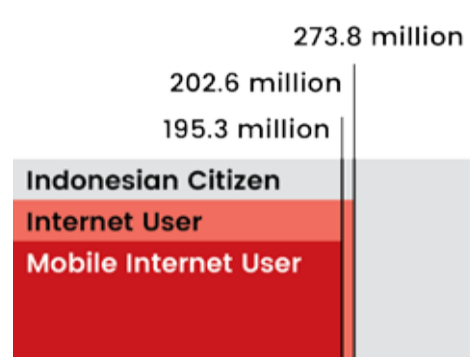 273.8 million
202.6 million
195.3 million
Indonesian Citizen
Internet User
Mobile Internet User